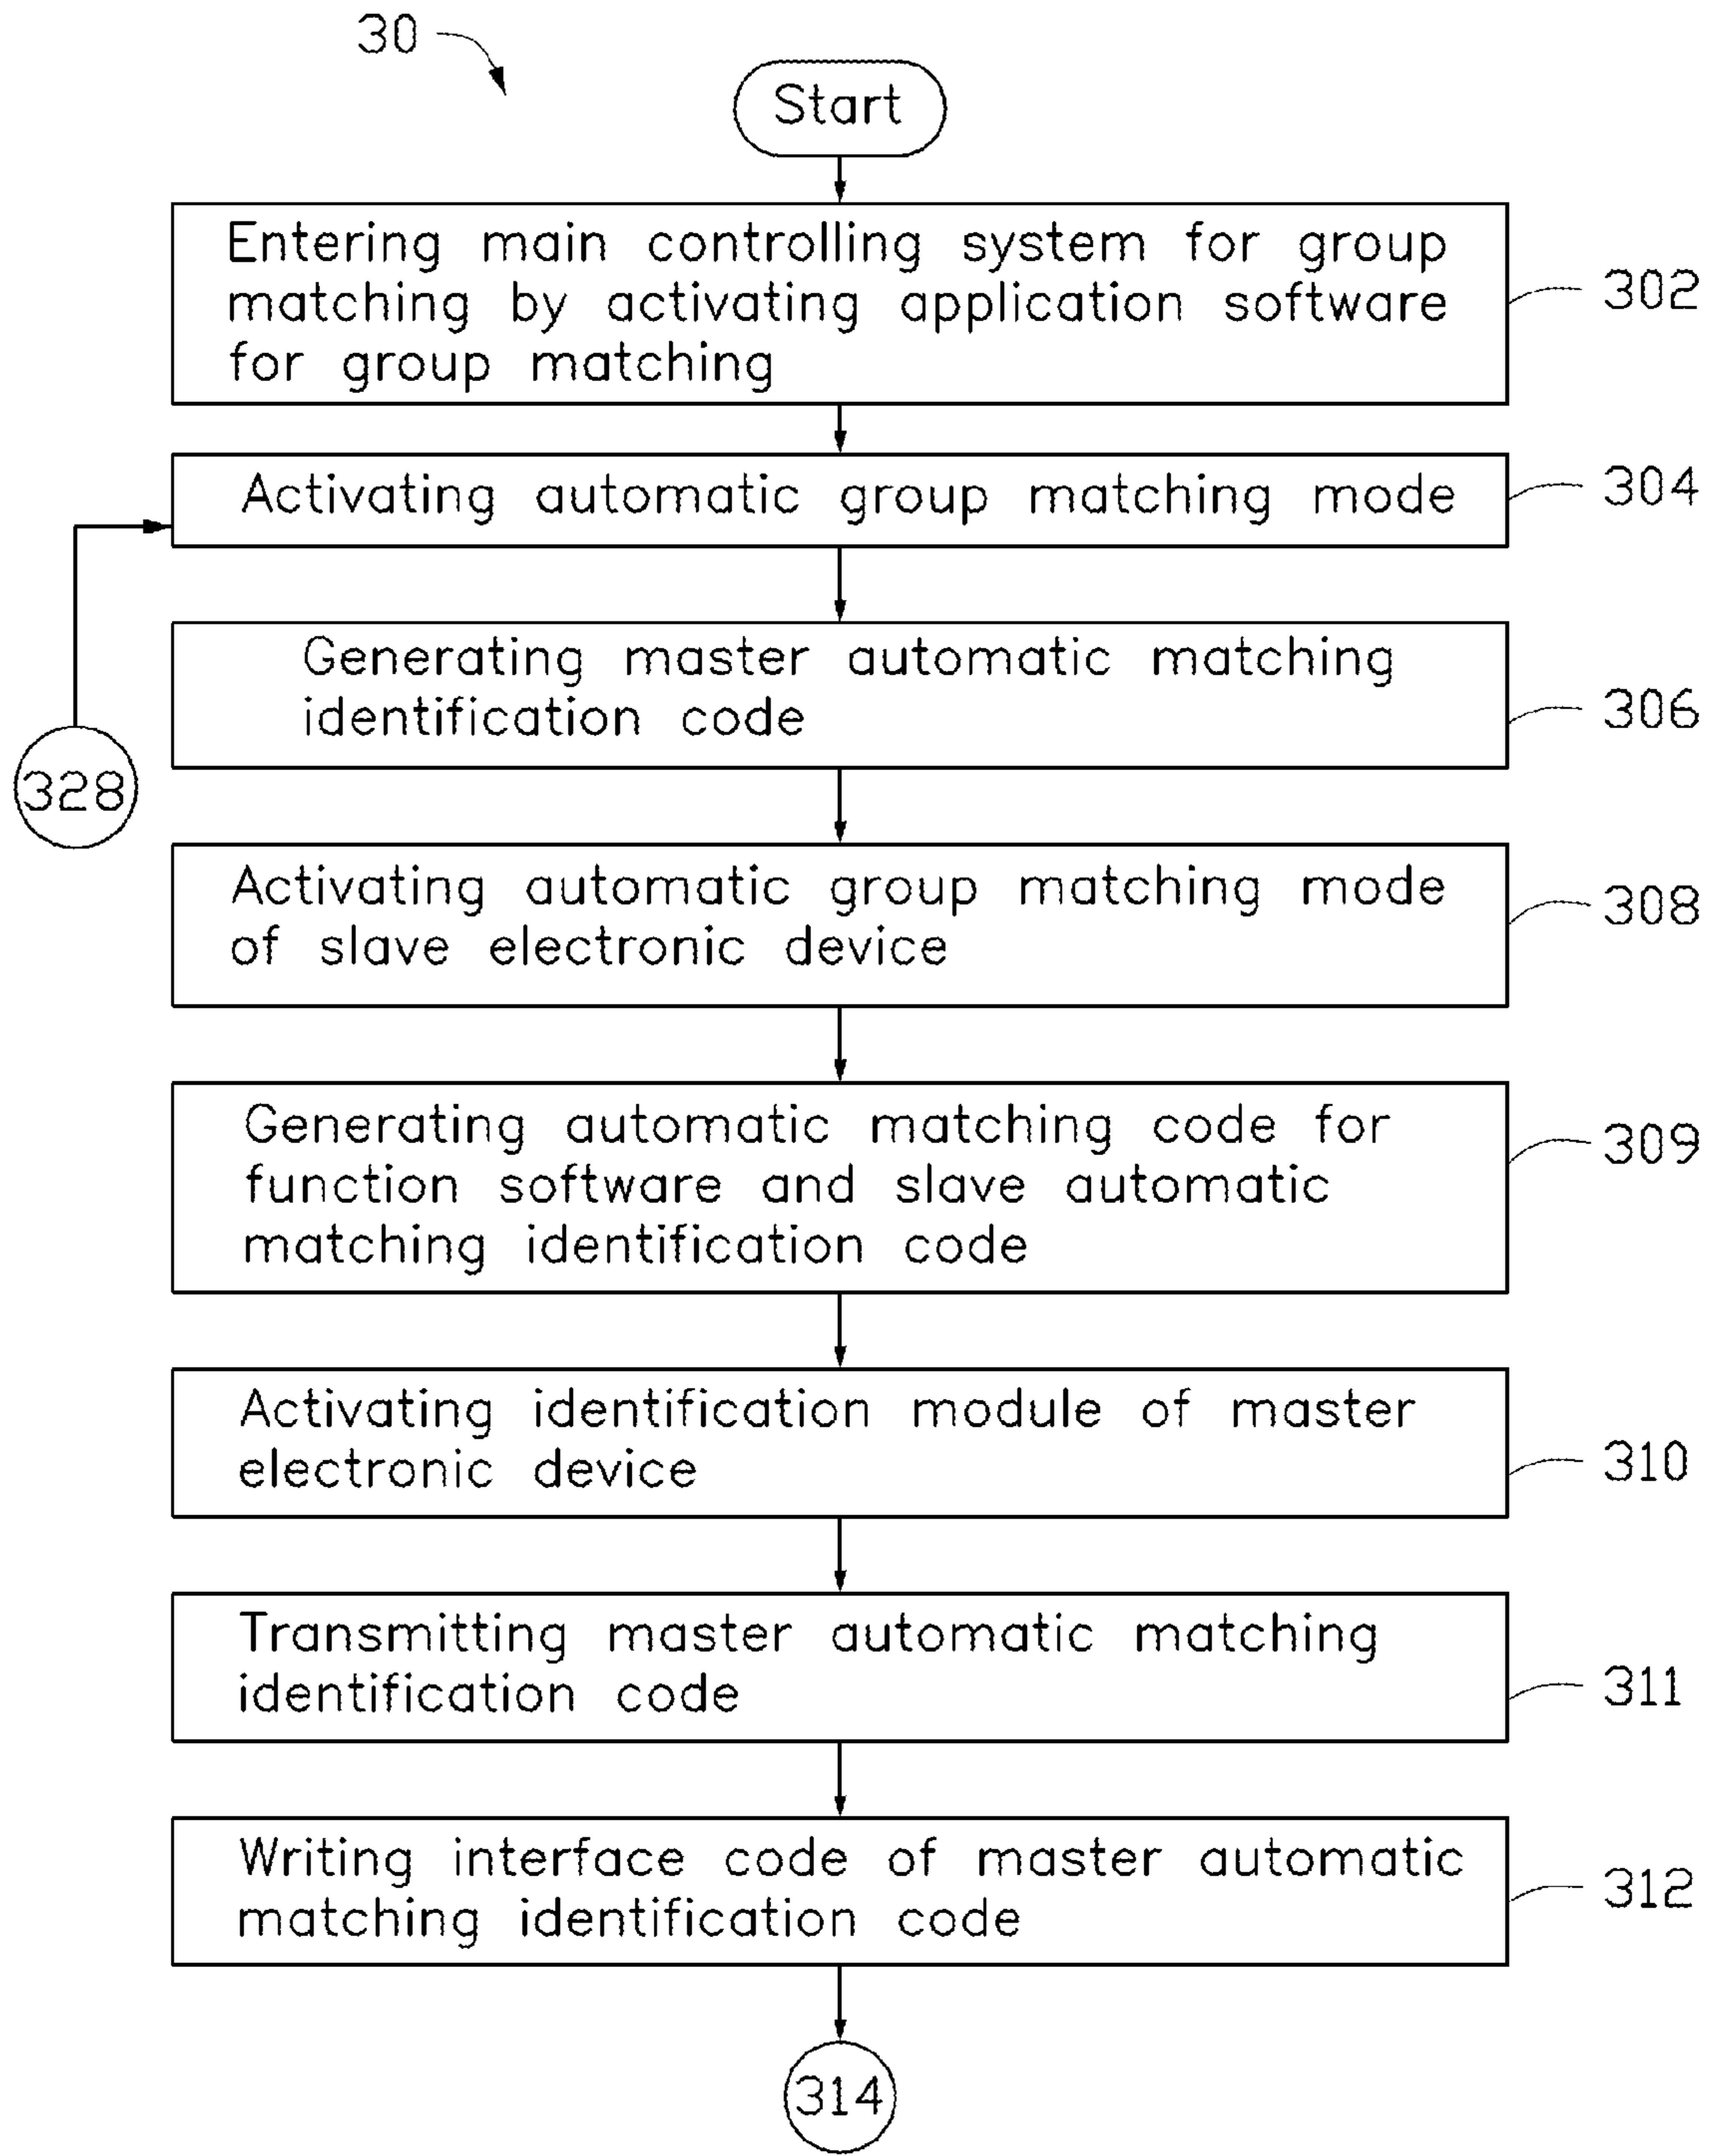 30
Start
Entering main controlling system for group
matching by activating application software
for group matching
302
Activating automatic group matching mode
304
Generating master automatic matching
identification code
306
328
Activating automatic group matching mode
of slave electronic device
308
Generating automatic matching code for
function software and slave automatic
matching identification code
309
Activating identification module of master
electronic device
310
Transmitting master automatic matching
identification code
311
Writing interface code of master automatic
matching identification code
312
314